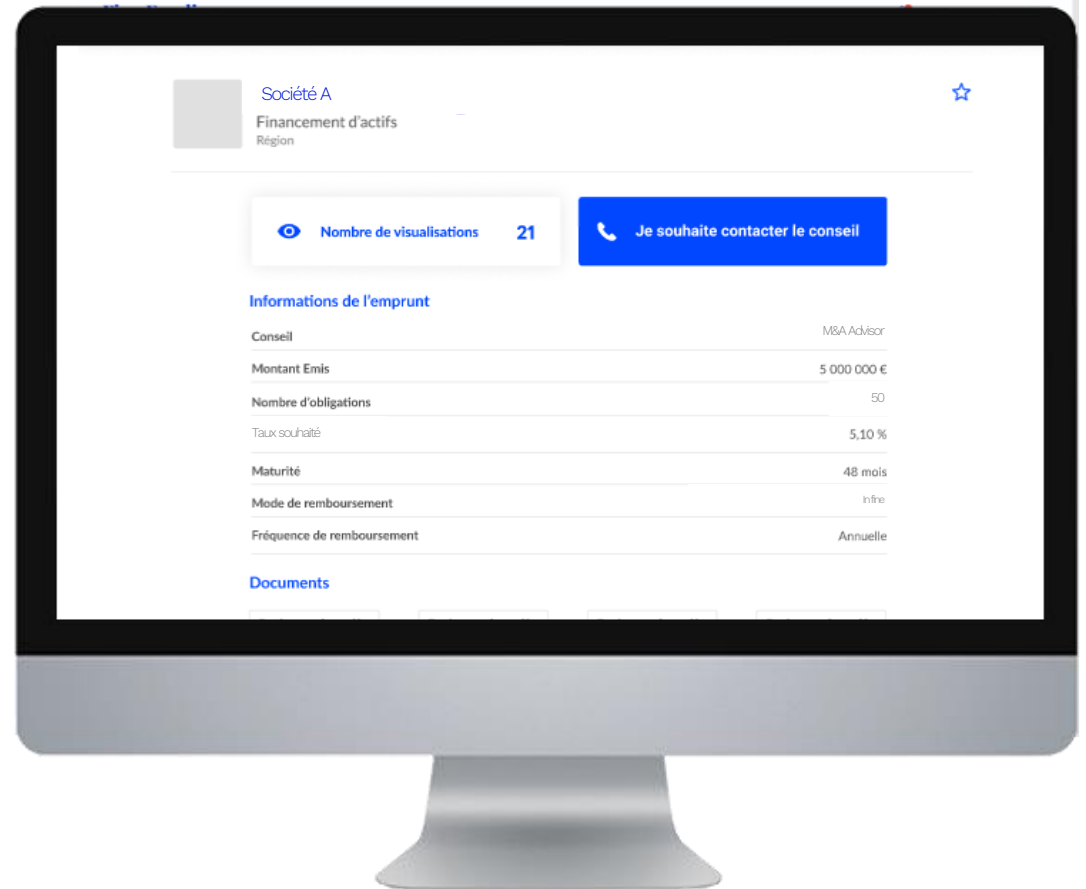 Société A
Financement d'actifs
Région
Nombre de visualisations 21
Je souhaite contacter le conseil
Informations de l'emprunt
Conseil M&A Advisor
Montant Emis 5 000 000 €
Nombre d'obligations 50
Taux souhaité 5,10 %
Maturité 48 mois
Mode de remboursement In fine
Fréquence de remboursement Annuelle
Documents